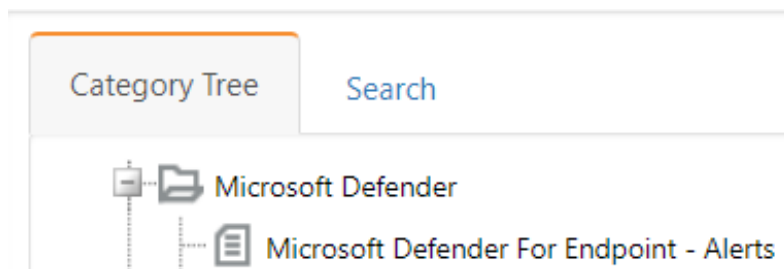 Category Tree Search
Microsoft Defender
Microsoft Defender For Endpoint - Alerts